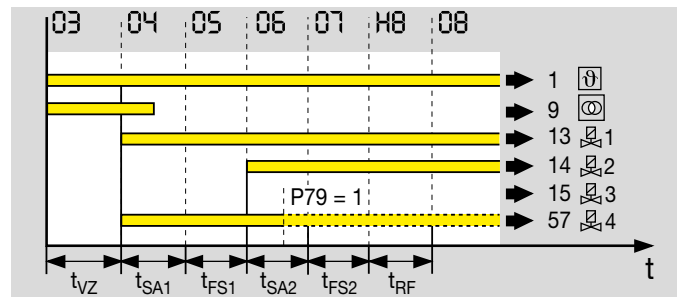 03 04 05 06 07 H8 08
1 ϑ
9
13 1
14 2
15 3
P79 = 1
57 4
t
tVZ tSA1 tFS1 tSA2 tFS2 tRF